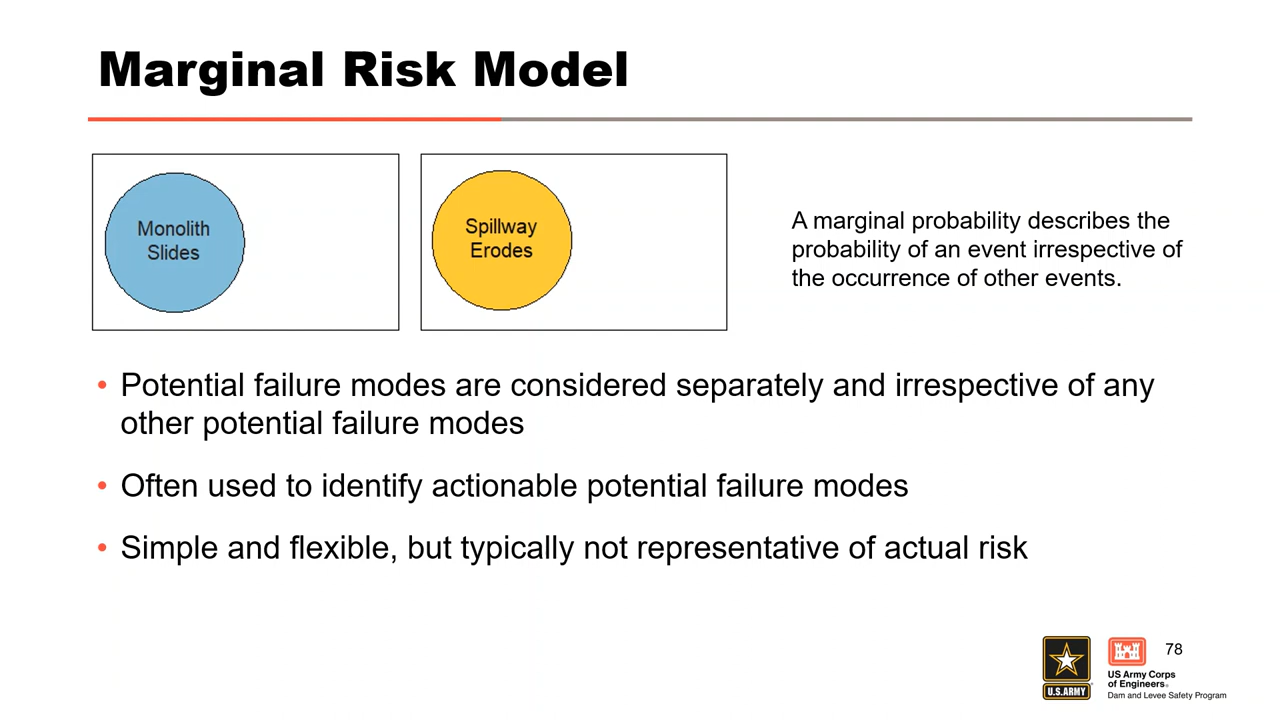 Marginal Risk Model
Monolith
Slides
Spillway
Erodes
A marginal probability describes the
probability of an event irrespective of
the occurrence of other events.
• Potential failure modes are considered separately and irrespective of any
other potential failure modes
• Often used to identify actionable potential failure modes
• Simple and flexible, but typically not representative of actual risk
U.S.ARMY
US Army Corps
of Engineers®
Dam and Levee Safety Program
78